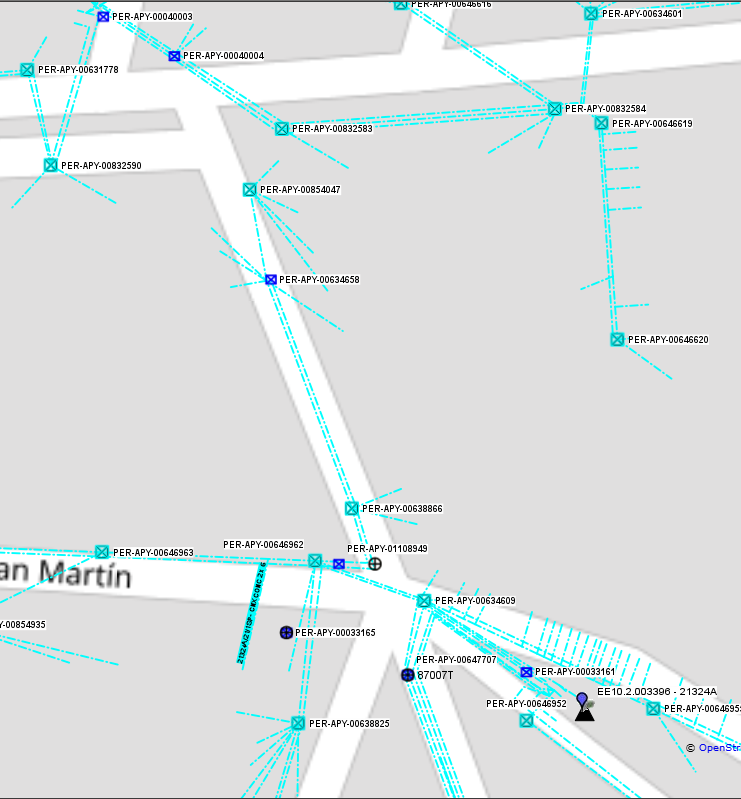 PER-APY-00646616
PER-APY-00040003
PER-APY-00634601
PER-APY-00040004
PER-APY-00631778
PER-APY-00832584
PER-APY-00646619
PER-APY-00832583
PER-APY-00832590
PER-APY-00854047
PER-APY-00634658
PER-APY-00646620
PER-APY-00638866
PER-APY-00646962
PER-APY-01108949
PER-APY-00646963
an Martín
PER-APY-00634609
Y-00854935
PER-APY-00033165
PER-APY-00647707
87007T
PER-APY-00033161
EE10.2.003396 - 21324A
PER-APY-00646952
PER-APY-0064695
PER-APY-00638825
© OpenStr